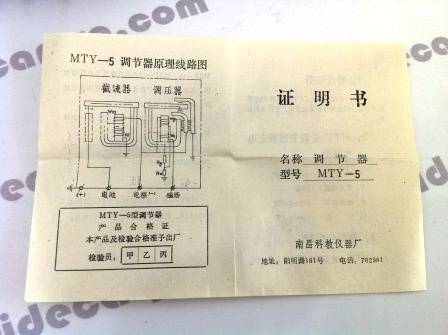 MTY—5 调节器原理线路图
截流器 调压器
(+) 电池 电枢 磁场
MTY—5型调节器
产品合格证
本产品及检验合格准予出厂
检验员: 甲 乙 丙
证明书
名称 调节器
型号 MTY—5
南昌科教仪器厂
地址: 阳明路181号 电话: 782981